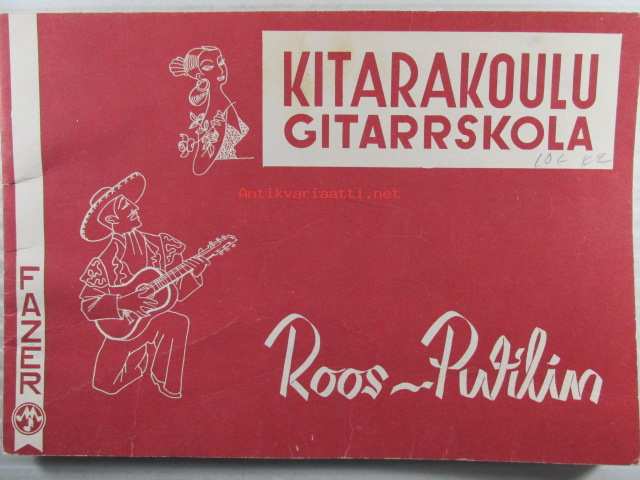 KITARAKOULU
GITARRSKOLA
Antikvariaatti.net
FAZER
Roos~Putilin